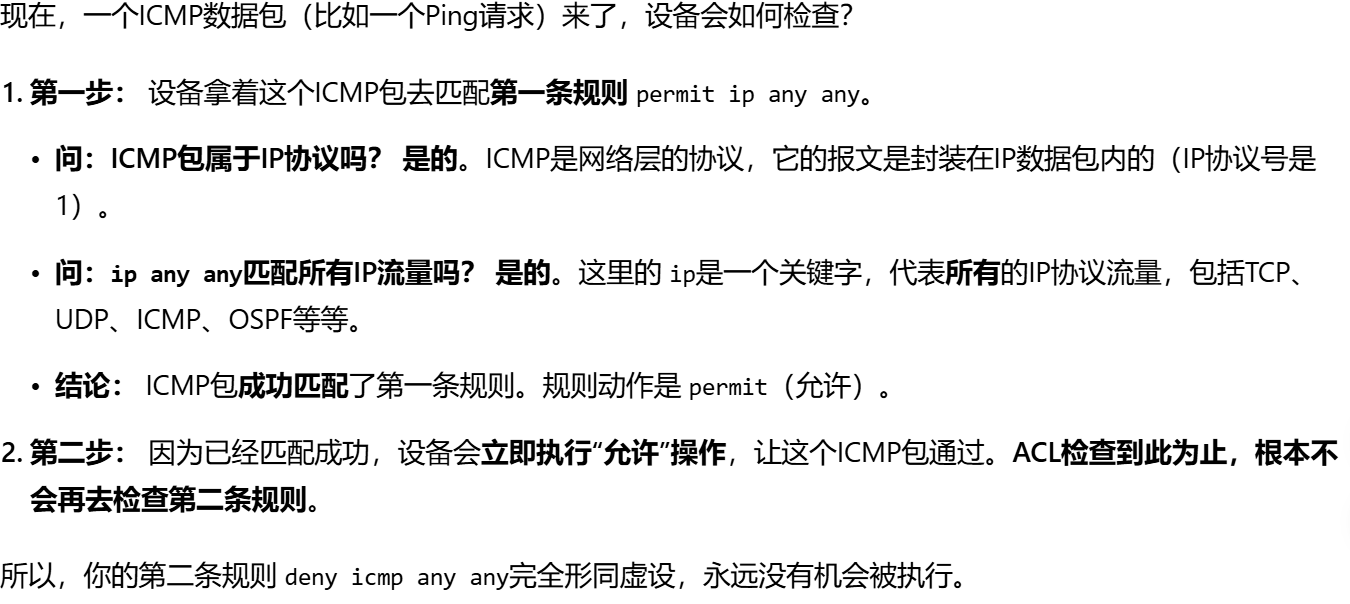 现在，一个ICMP数据包（比如一个Ping请求）来了，设备会如何检查？
1. 第一步： 设备拿着这个ICMP包去匹配第一条规则 permit ip any any。
• 问：ICMP包属于IP协议吗？ 是的。ICMP是网络层的协议，它的报文是封装在IP数据包内的（IP协议号是
1）。
• 问：ip any any匹配所有IP流量吗？ 是的。这里的 ip是一个关键字，代表所有的IP协议流量，包括TCP、
UDP、ICMP、OSPF等等。
• 结论： ICMP包成功匹配了第一条规则。规则动作是 permit（允许）。
2. 第二步： 因为已经匹配成功，设备会立即执行“允许”操作，让这个ICMP包通过。ACL检查到此为止，根本不
会再去检查第二条规则。
所以，你的第二条规则 deny icmp any any完全形同虚设，永远没有机会被执行。